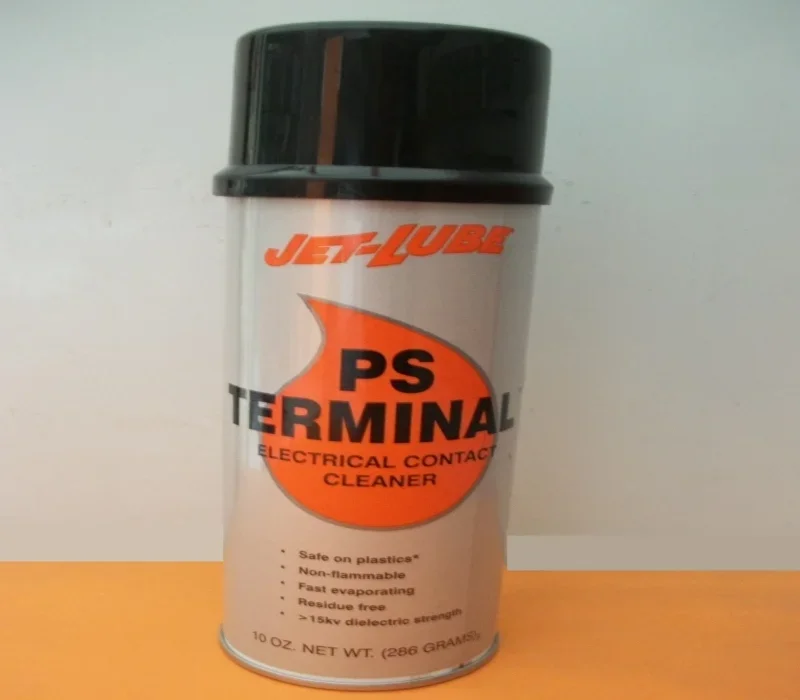 JET-LUBE
PS
TERMINAL
ELECTRICAL CONTACT
CLEANER
• Safe on plastics*
• Non-flammable
• Fast evaporating
• Residue free
• >15kv dielectric strength
10 OZ. NET WT. (286 GRAMS)